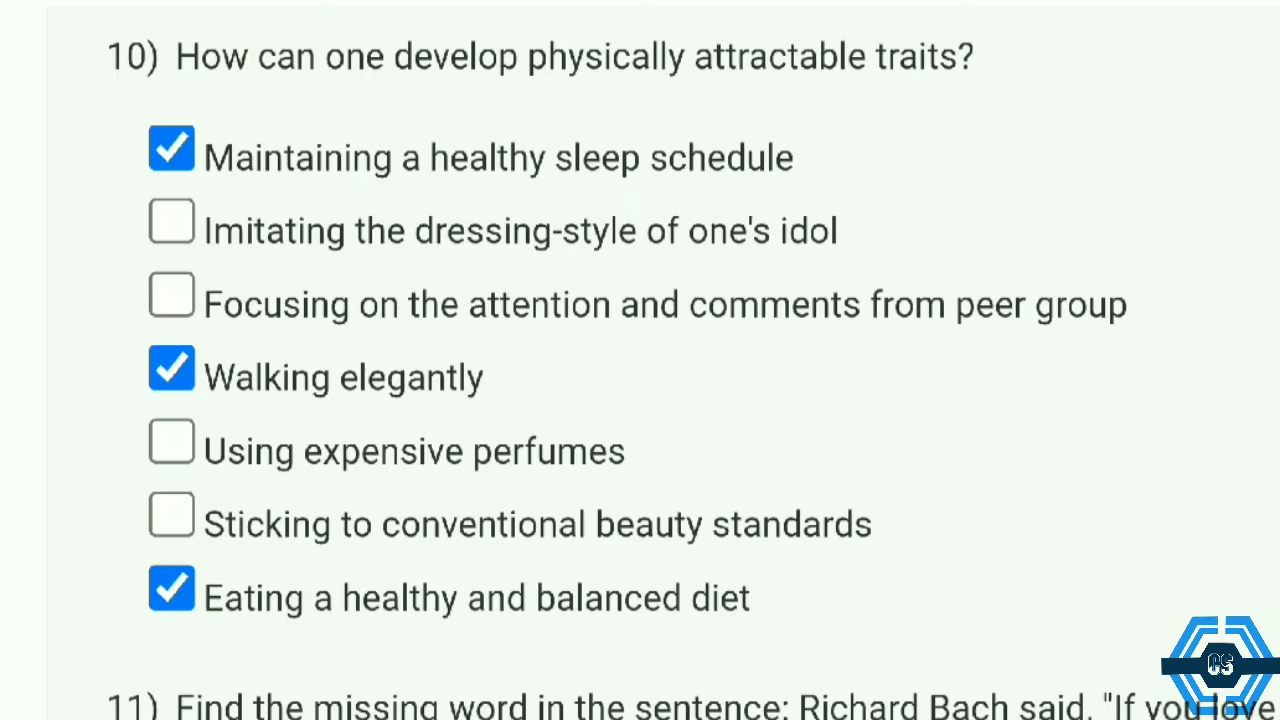 10) How can one develop physically attractable traits?
Maintaining a healthy sleep schedule
Imitating the dressing-style of one's idol
Focusing on the attention and comments from peer group
Walking elegantly
Using expensive perfumes
Sticking to conventional beauty standards
Eating a healthy and balanced diet
11) Find the missing word in the sentence: Richard Bach said, "If you love